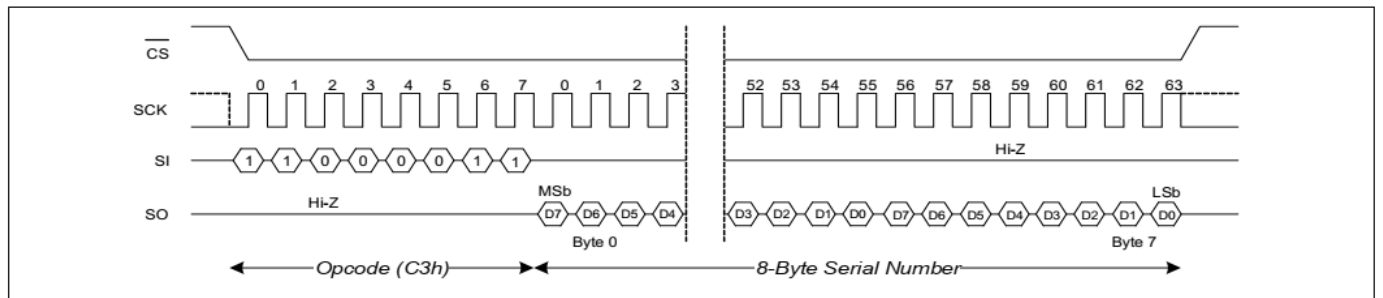 CS
0 1 2 3 4 5 6 7 0 1 2 3 52 53 54 55 56 57 58 59 60 61 62 63
SCK
Hi-Z
SI 1 1 0 0 0 0 1 1
MSb LSb
Hi-Z
SO D7 D6 D5 D4 D3 D2 D1 D0 D7 D6 D5 D4 D3 D2 D1 D0
Byte 0 Byte 7
Opcode (C3h) 8-Byte Serial Number